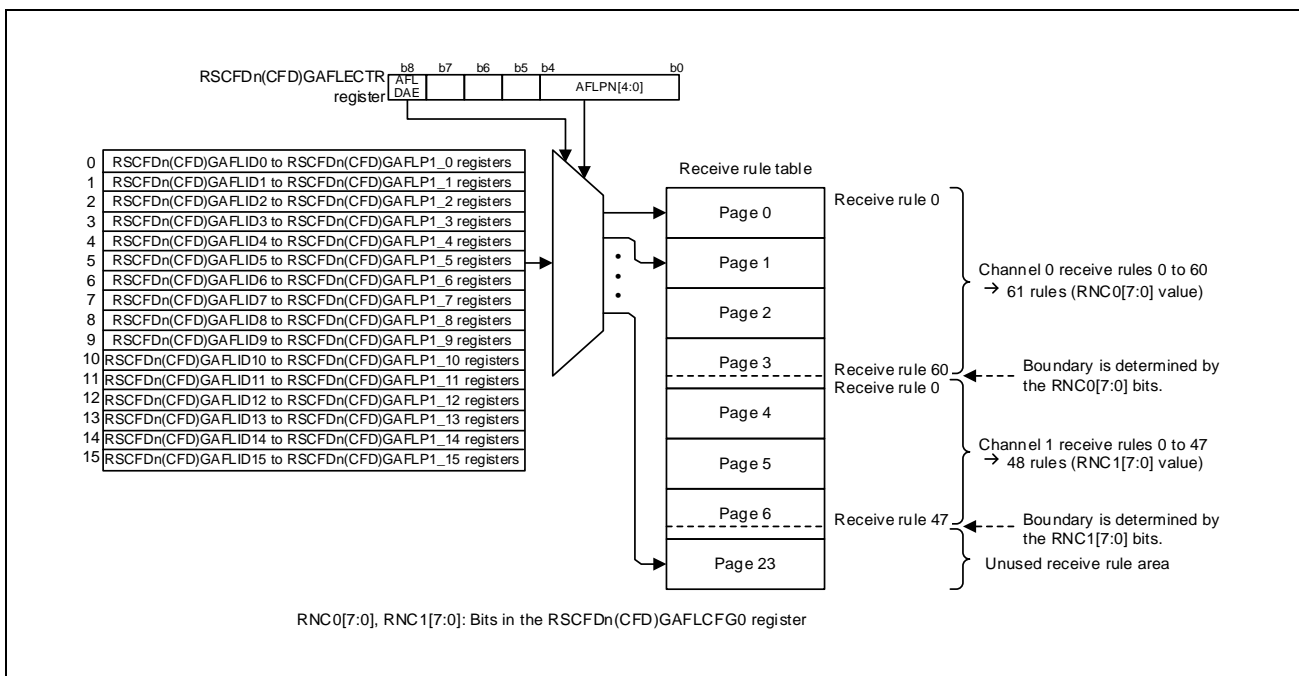 b8 b7 b6 b5 b4 b0
RSCFDn(CFD)GAFLECTR
register
AFL
DAE
AFLPN[4:0]
0 RSCFDn(CFD)GAFLID0 to RSCFDn(CFD)GAFLP1_0 registers
1 RSCFDn(CFD)GAFLID1 to RSCFDn(CFD)GAFLP1_1 registers
2 RSCFDn(CFD)GAFLID2 to RSCFDn(CFD)GAFLP1_2 registers
3 RSCFDn(CFD)GAFLID3 to RSCFDn(CFD)GAFLP1_3 registers
4 RSCFDn(CFD)GAFLID4 to RSCFDn(CFD)GAFLP1_4 registers
5 RSCFDn(CFD)GAFLID5 to RSCFDn(CFD)GAFLP1_5 registers
6 RSCFDn(CFD)GAFLID6 to RSCFDn(CFD)GAFLP1_6 registers
7 RSCFDn(CFD)GAFLID7 to RSCFDn(CFD)GAFLP1_7 registers
8 RSCFDn(CFD)GAFLID8 to RSCFDn(CFD)GAFLP1_8 registers
9 RSCFDn(CFD)GAFLID9 to RSCFDn(CFD)GAFLP1_9 registers
10 RSCFDn(CFD)GAFLID10 to RSCFDn(CFD)GAFLP1_10 registers
11 RSCFDn(CFD)GAFLID11 to RSCFDn(CFD)GAFLP1_11 registers
12 RSCFDn(CFD)GAFLID12 to RSCFDn(CFD)GAFLP1_12 registers
13 RSCFDn(CFD)GAFLID13 to RSCFDn(CFD)GAFLP1_13 registers
14 RSCFDn(CFD)GAFLID14 to RSCFDn(CFD)GAFLP1_14 registers
15 RSCFDn(CFD)GAFLID15 to RSCFDn(CFD)GAFLP1_15 registers
Receive rule table
Page 0
Page 1
Page 2
Page 3
Page 4
Page 5
Page 6
Page 23
Receive rule 0
Receive rule 60
Receive rule 0
Receive rule 47
Channel 0 receive rules 0 to 60
→ 61 rules (RNC0[7:0] value)
Boundary is determined by
the RNC0[7:0] bits.
Channel 1 receive rules 0 to 47
→ 48 rules (RNC1[7:0] value)
Boundary is determined by
the RNC1[7:0] bits.
Unused receive rule area
RNC0[7:0], RNC1[7:0]: Bits in the RSCFDn(CFD)GAFLCFG0 register